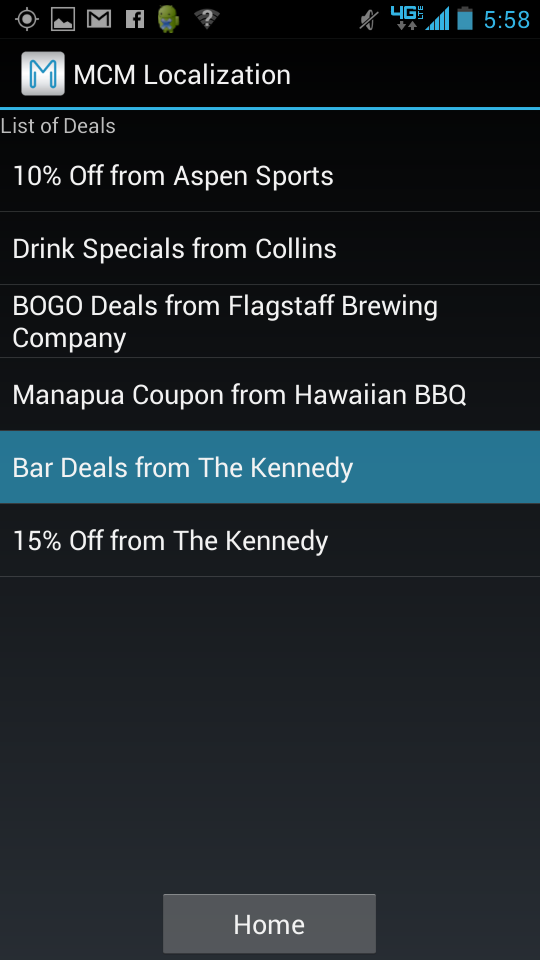 4G 5:58
MCM Localization
List of Deals
10% Off from Aspen Sports
Drink Specials from Collins
BOGO Deals from Flagstaff Brewing
Company
Manapua Coupon from Hawaiian BBQ
Bar Deals from The Kennedy
15% Off from The Kennedy
Home